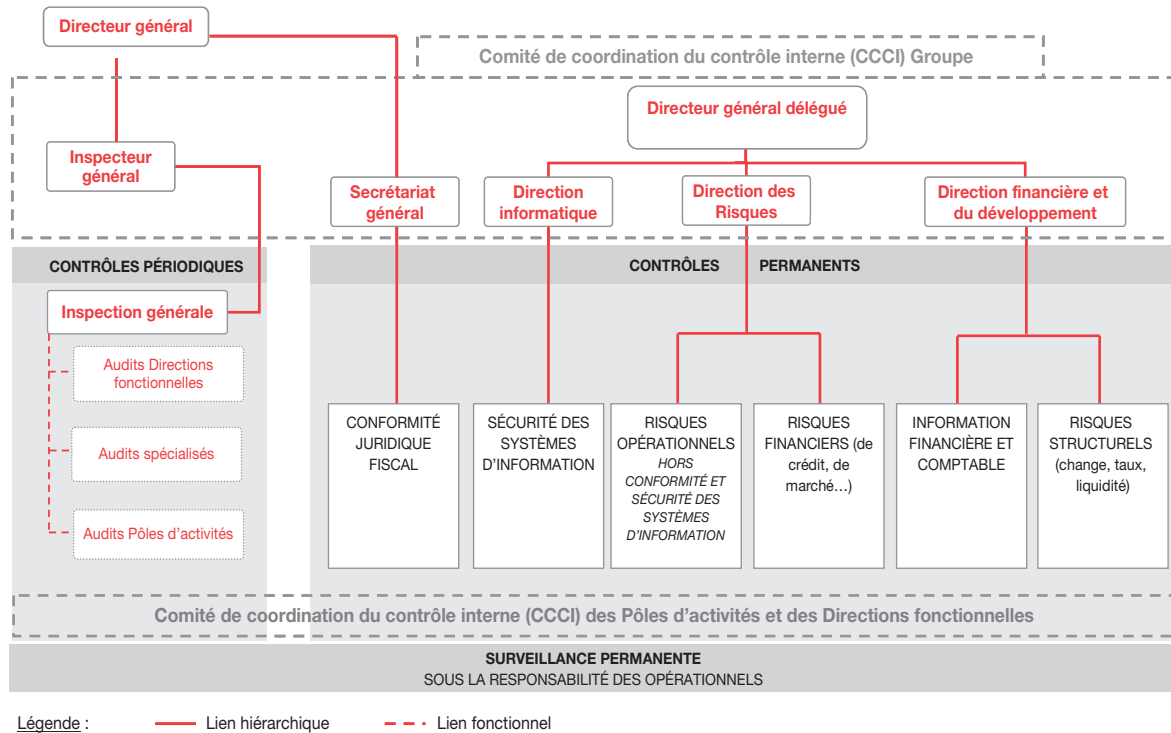 Directeur général
Comité de coordination du contrôle interne (CCCI) Groupe
Directeur général délégué
Inspecteur
général
Secrétariat
général
Direction
informatique
Direction des
Risques
Direction financière et
du développement
CONTRÔLES PÉRIODIQUES
CONTRÔLES PERMANENTS
Inspection générale
Audits Directions
fonctionnelles
Audits spécialisés
Audits Pôles d'activités
CONFORMITÉ
JURIDIQUE
FISCAL
SÉCURITÉ DES
SYSTÈMES
D'INFORMATION
RISQUES
OPÉRATIONNELS
HORS
CONFORMITÉ ET
SÉCURITÉ DES
SYSTÈMES
D'INFORMATION
RISQUES
FINANCIERS (de
crédit, de
marché…)
INFORMATION
FINANCIÈRE ET
COMPTABLE
RISQUES
STRUCTURELS
(change, taux,
liquidité)
Comité de coordination du contrôle interne (CCCI) des Pôles d'activités et des Directions fonctionnelles
SURVEILLANCE PERMANENTE
SOUS LA RESPONSABILITÉ DES OPÉRATIONNELS
Légende :
Lien hiérarchique
Lien fonctionnel